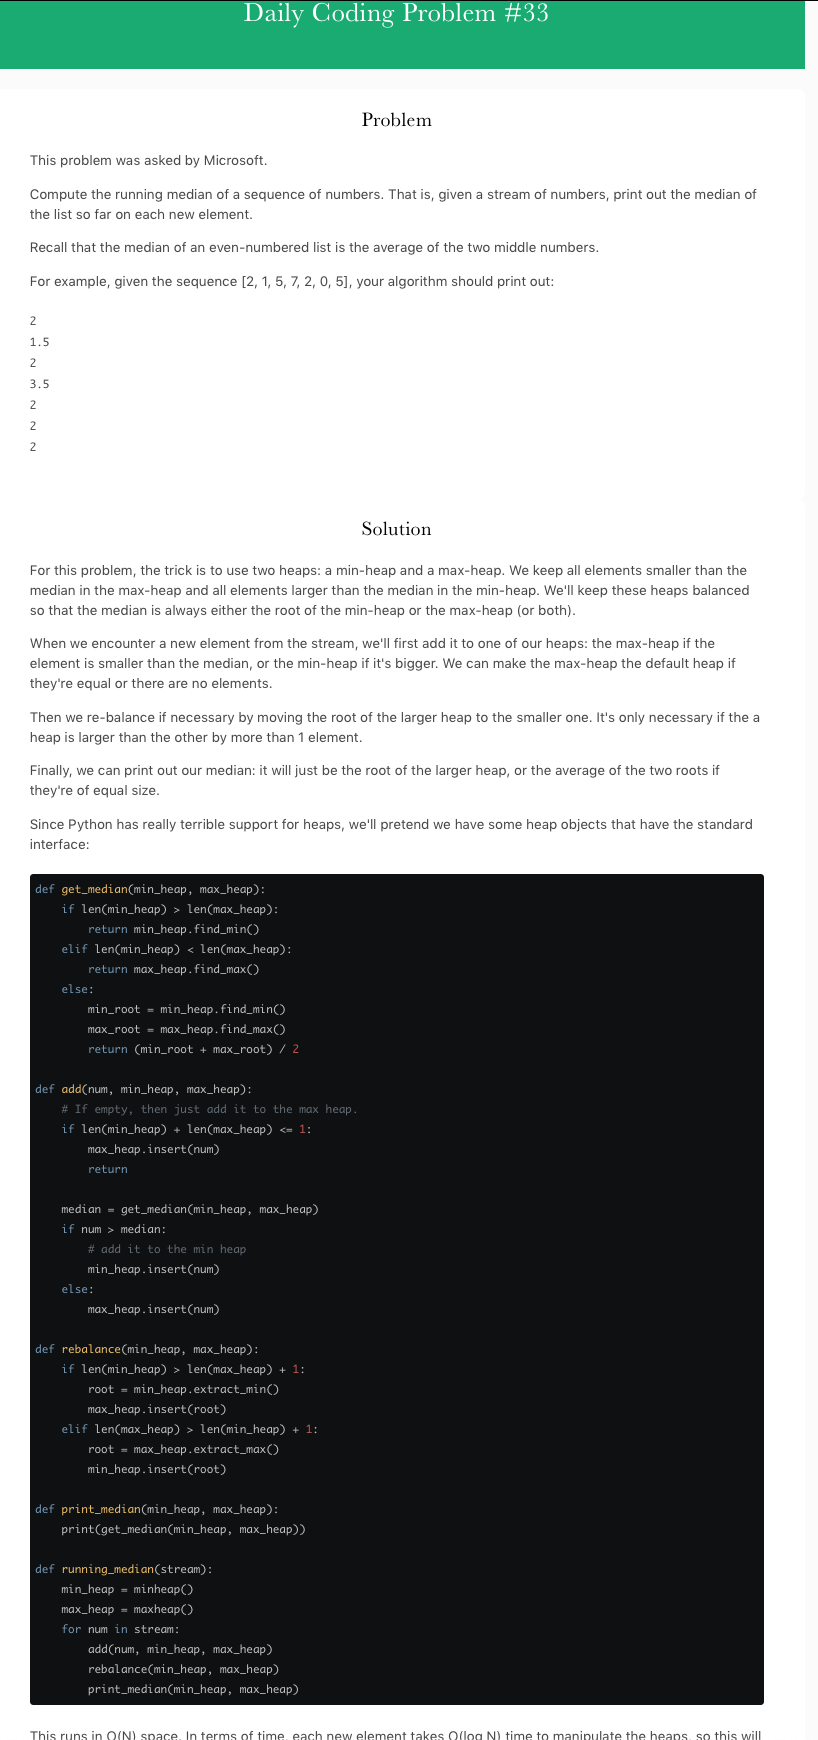 Daily Coding Problem #33
Problem
This problem was asked by Microsoft.
Compute the running median of a sequence of numbers. That is, given a stream of numbers, print out the median of
the list so far on each new element.
Recall that the median of an even-numbered list is the average of the two middle numbers.
For example, given the sequence [2, 1, 5, 7, 2, 0, 5], your algorithm should print out:
2
1.5
2
3.5
2
2
2
Solution
For this problem, the trick is to use two heaps: a min-heap and a max-heap. We keep all elements smaller than the
median in the max-heap and all elements larger than the median in the min-heap. We'll keep these heaps balanced
so that the median is always either the root of the min-heap or the max-heap (or both).
When we encounter a new element from the stream, we'll first add it to one of our heaps: the max-heap if the
element is smaller than the median, or the min-heap if it's bigger. We can make the max-heap the default heap if
they're equal or there are no elements.
Then we re-balance if necessary by moving the root of the larger heap to the smaller one. It's only necessary if the a
heap is larger than the other by more than 1 element.
Finally, we can print out our median: it will just be the root of the larger heap, or the average of the two roots if
they're of equal size.
Since Python has really terrible support for heaps, we'll pretend we have some heap objects that have the standard
interface:
def get_median(min_heap, max_heap):
    if len(min_heap) > len(max_heap):
        return min_heap.find_min()
    elif len(min_heap) < len(max_heap):
        return max_heap.find_max()
    else:
        min_root = min_heap.find_min()
        max_root = max_heap.find_max()
        return (min_root + max_root) / 2
def add(num, min_heap, max_heap):
    # If empty, then just add it to the max heap.
    if len(min_heap) + len(max_heap) <= 1:
        max_heap.insert(num)
        return
    median = get_median(min_heap, max_heap)
    if num > median:
        # add it to the min heap
        min_heap.insert(num)
    else:
        max_heap.insert(num)
def rebalance(min_heap, max_heap):
    if len(min_heap) > len(max_heap) + 1:
        root = min_heap.extract_min()
        max_heap.insert(root)
    elif len(max_heap) > len(min_heap) + 1:
        root = max_heap.extract_max()
        min_heap.insert(root)
def print_median(min_heap, max_heap):
    print(get_median(min_heap, max_heap))
def running_median(stream):
    min_heap = minheap()
    max_heap = maxheap()
    for num in stream:
        add(num, min_heap, max_heap)
        rebalance(min_heap, max_heap)
        print_median(min_heap, max_heap)
This runs in O(N) space. In terms of time, each new element takes O(log N) time to manipulate the heaps, so this will